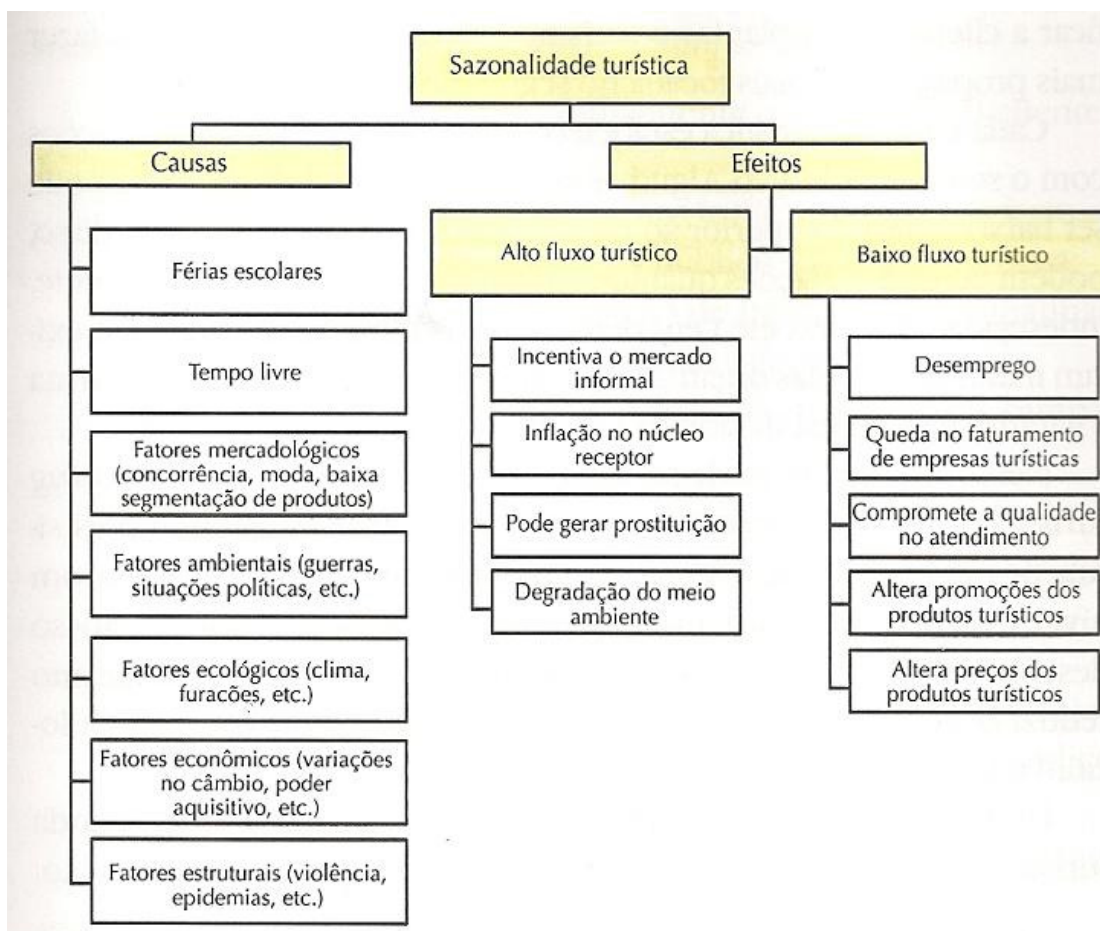 Sazonalidade turística
Causas
Efeitos
Férias escolares
Tempo livre
Fatores mercadológicos
(concorrência, moda, baixa
segmentação de produtos)
Fatores ambientais (guerras,
situações políticas, etc.)
Fatores ecológicos (clima,
furacões, etc.)
Fatores econômicos (variações
no câmbio, poder
aquisitivo, etc.)
Fatores estruturais (violência,
epidemias, etc.)
Alto fluxo turístico
Incentiva o mercado
informal
Inflação no núcleo
receptor
Pode gerar prostituição
Degradação do meio
ambiente
Baixo fluxo turístico
Desemprego
Queda no faturamento
de empresas turísticas
Compromete a qualidade
no atendimento
Altera promoções dos
produtos turísticos
Altera preços dos
produtos turísticos